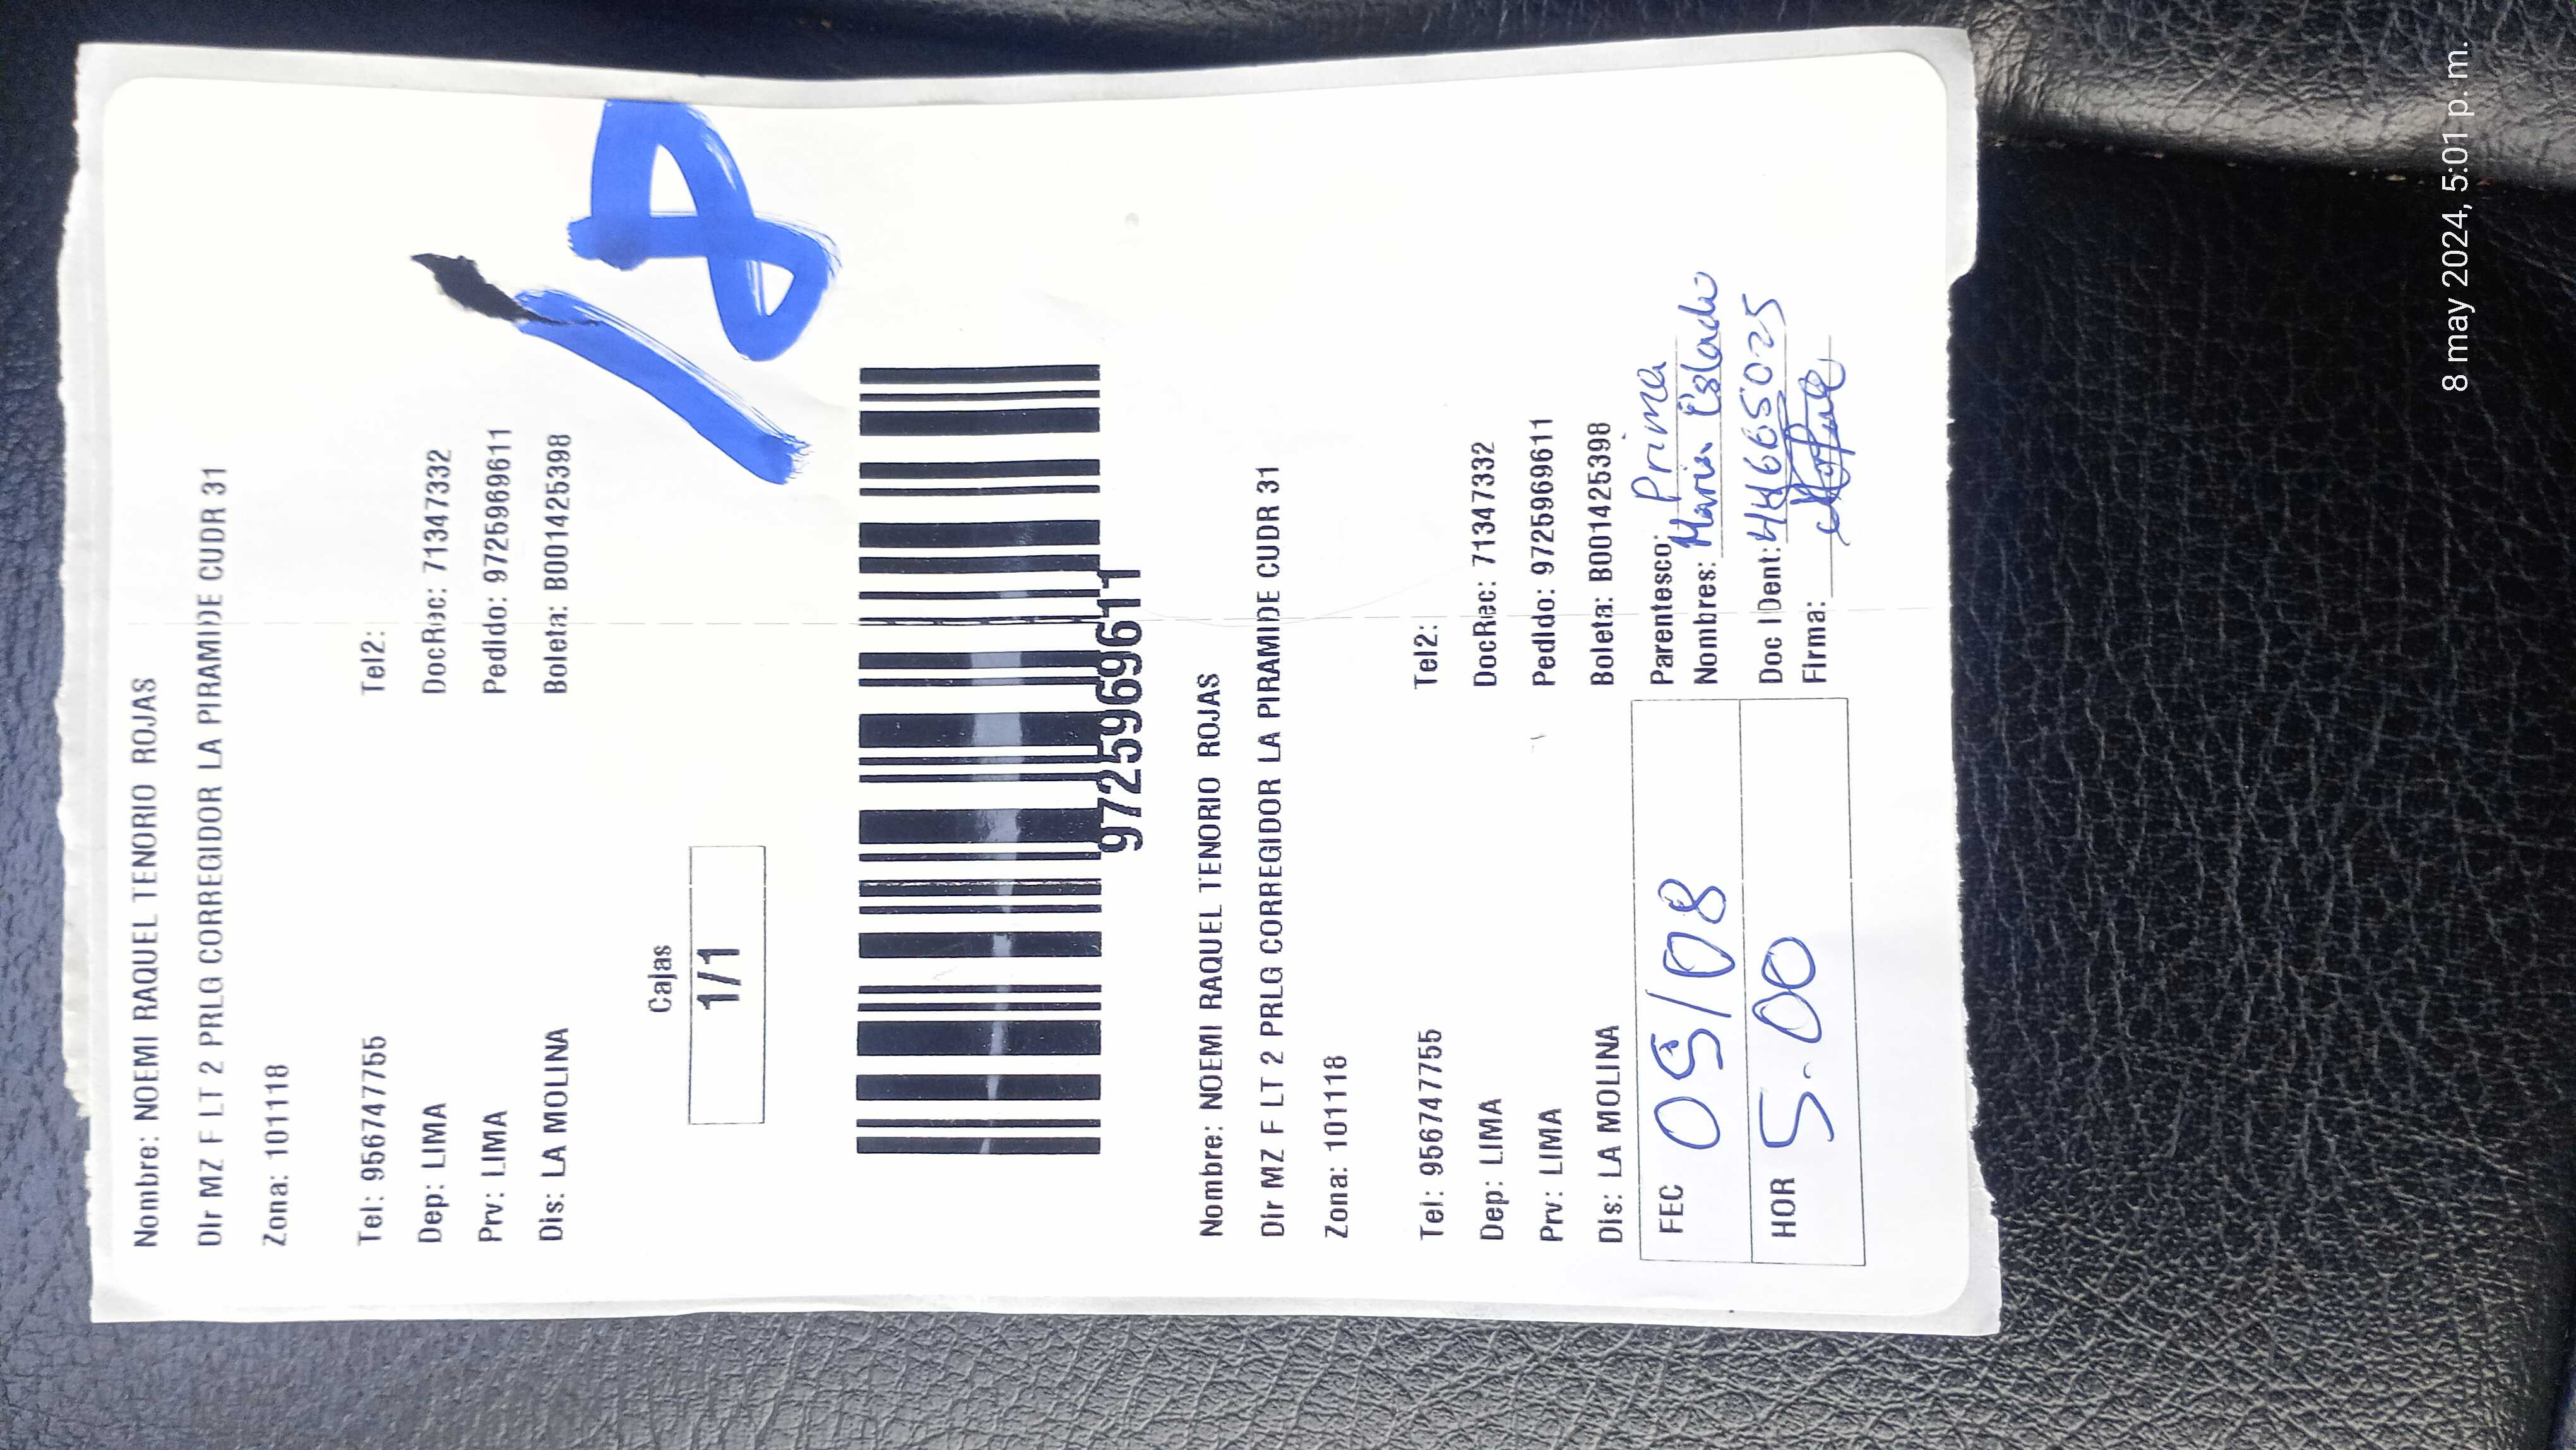 Nombre: NOEMI RAQUEL TENORIO ROJAS
Dir MZ F LT 2 PRLG CORREGIDOR LA PIRAMIDE CUDR 31
Zona: 101118
Tel: 956747755 Tel2:
Dep: LIMA DocRec: 71347332
Prv: LIMA Pedido: 97259696911
Dis: LA MOLINA Boleta: B001425398
Cajas
1/1
18
97259696911
Nombre: NOEMI RAQUEL TENORIO ROJAS
Dir MZ F LT 2 PRLG CORREGIDOR LA PIRAMIDE CUDR 31
Zona: 101118
Tel: 956747755 Tel2:
Dep: LIMA DocRec: 71347332
Prv: LIMA Pedido: 97259696911
Dis: LA MOLINA Boleta: B001425398
FEC 05/08 Parentesco: Prima
Nombres: Maria
HOR 5.00 Doc IDent: 44665025
Firma:
8 may 2024, 5:01 p. m.